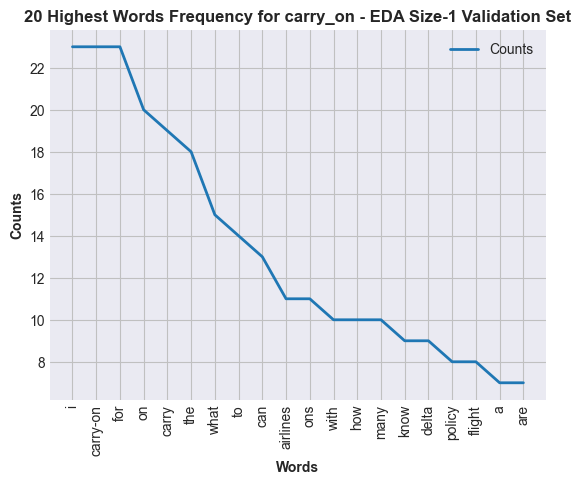 20 Highest Words Frequency for carry_on - EDA Size-1 Validation Set
Counts
22
20
18
16
14
12
10
8
Counts
i
carry-on
for
on
carry
the
what
to
can
airlines
ons
with
how
many
know
delta
policy
flight
a
are
Words